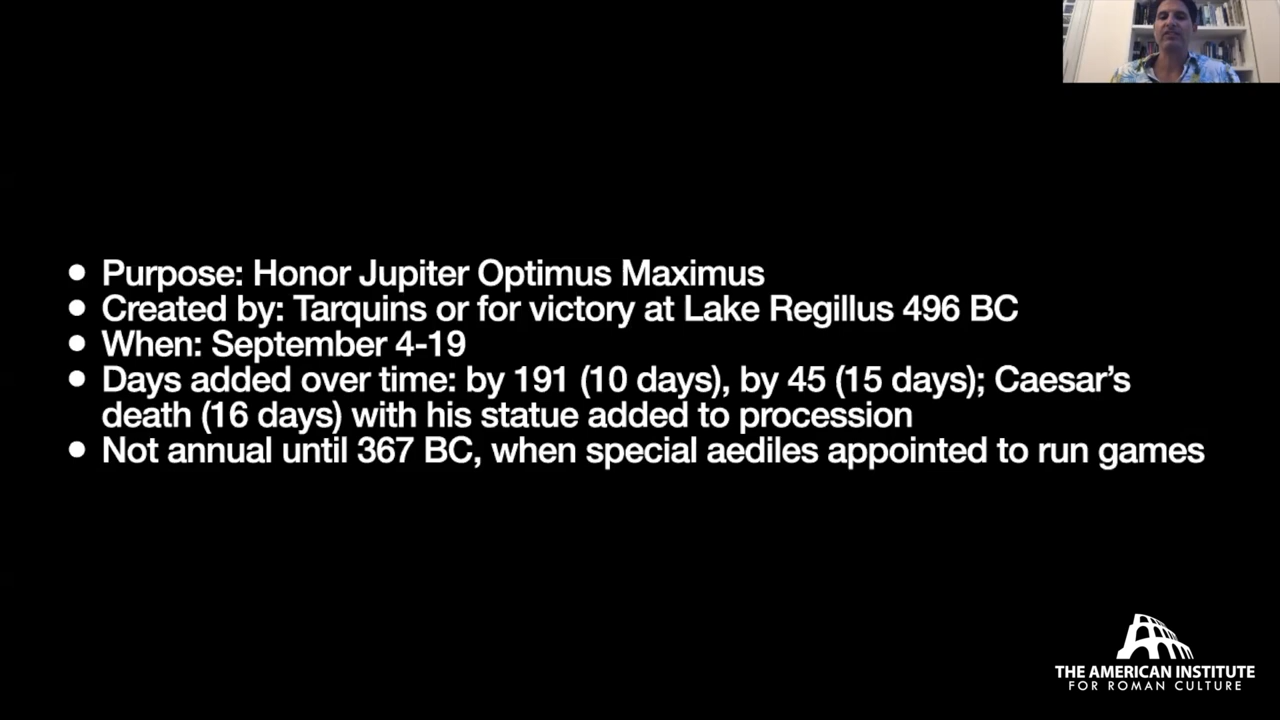 ● Purpose: Honor Jupiter Optimus Maximus
● Created by: Tarquins or for victory at Lake Regillus 496 BC
● When: September 4-19
● Days added over time: by 191 (10 days), by 45 (15 days); Caesar's
death (16 days) with his statue added to procession
● Not annual until 367 BC, when special aediles appointed to run games
THE AMERICAN INSTITUTE
FOR ROMAN CULTURE